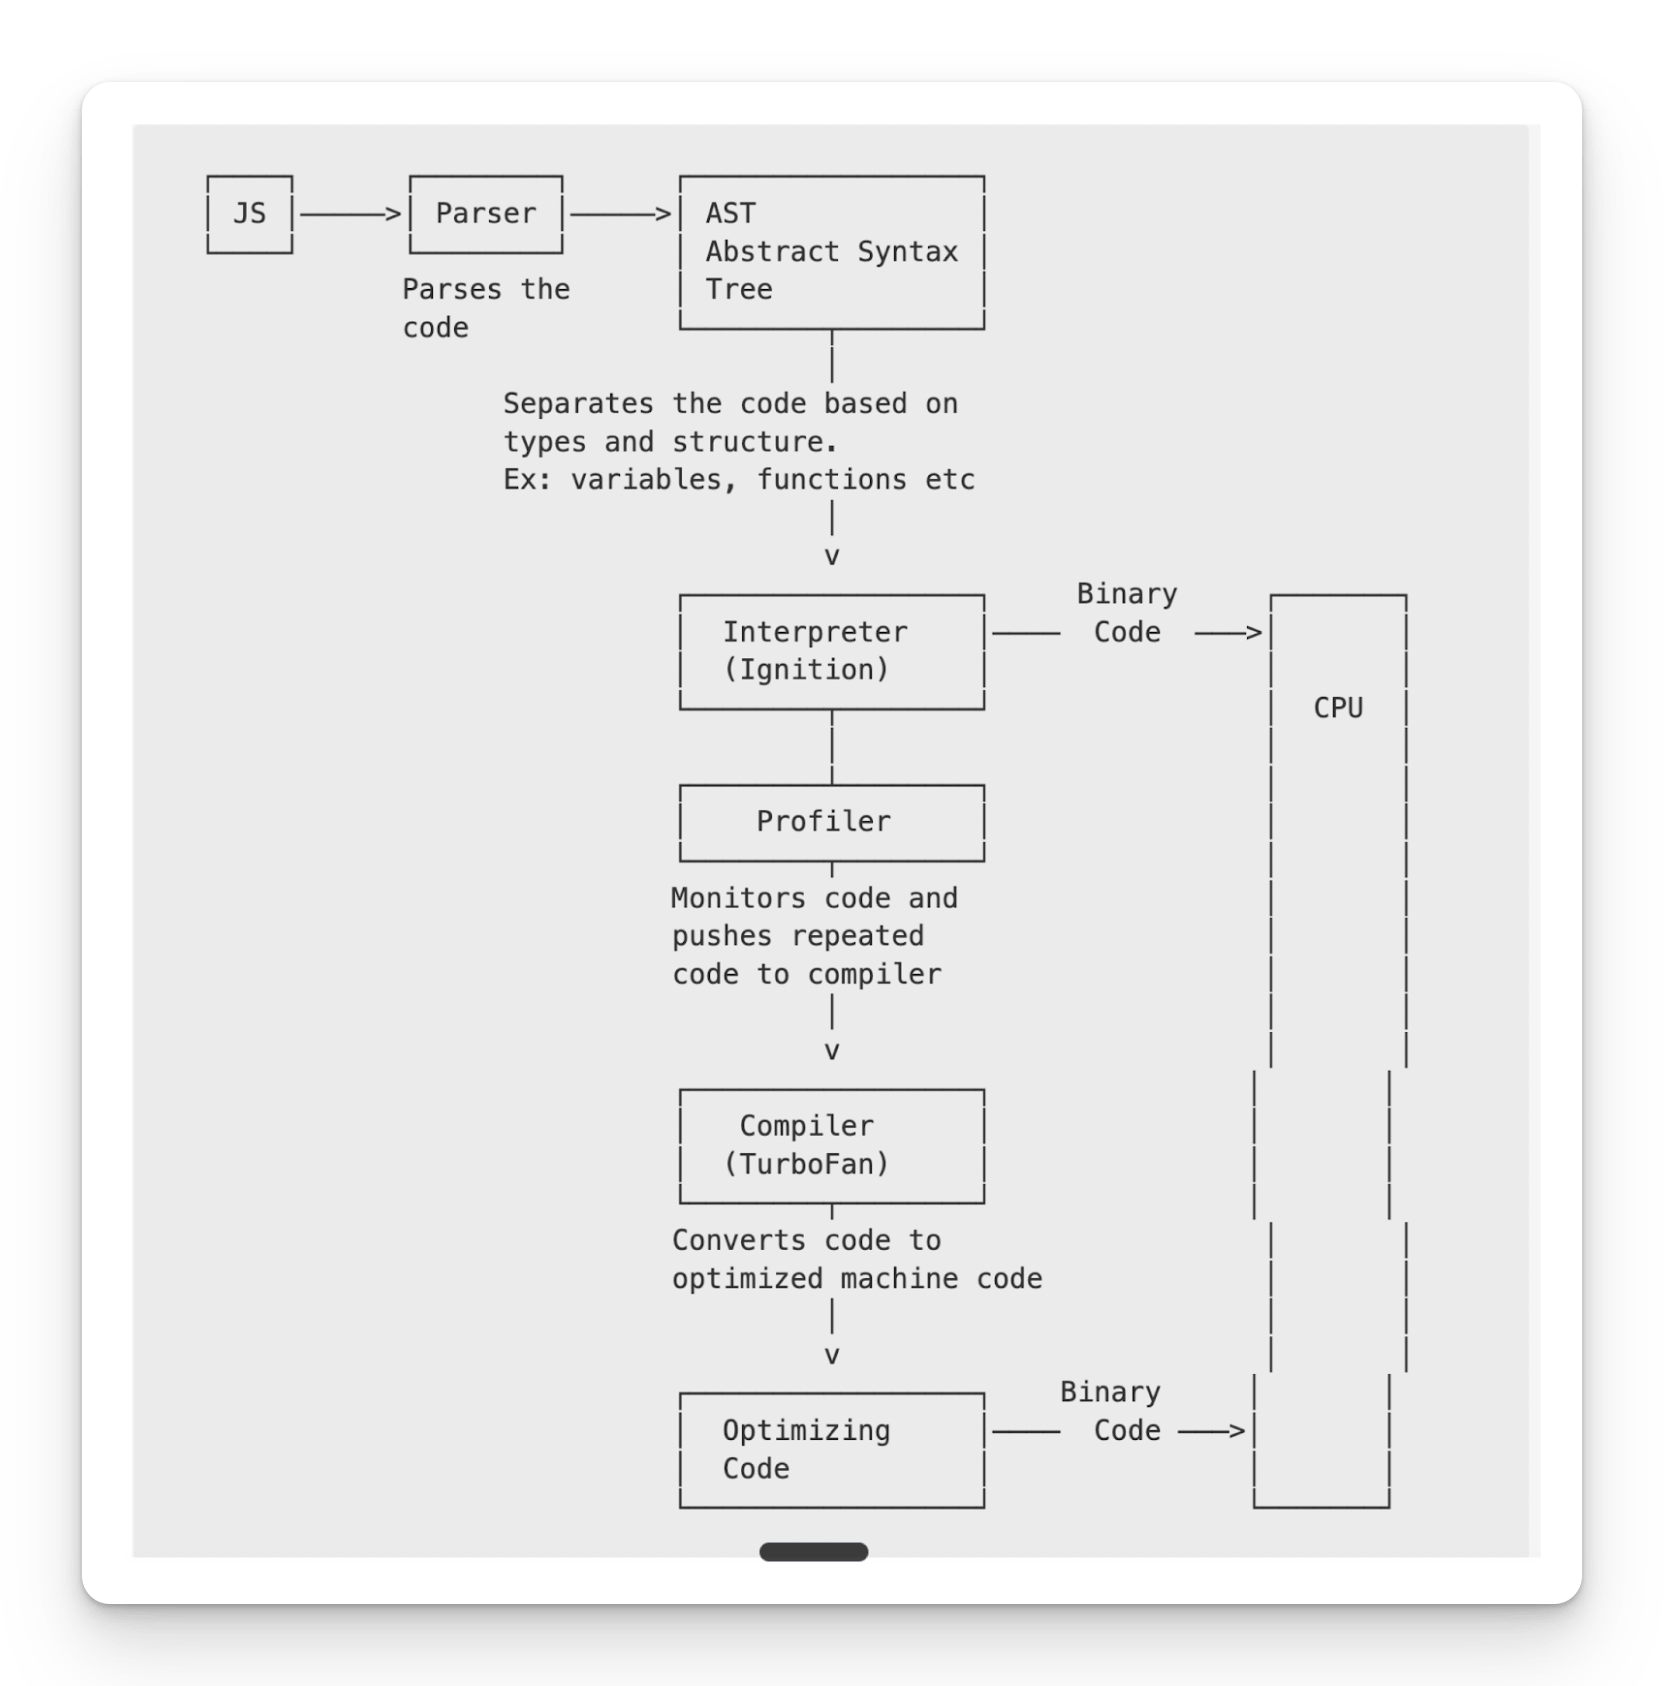 JS
Parser
AST
Abstract Syntax
Tree
Parses the
code
Separates the code based on
types and structure.
Ex: variables, functions etc
Interpreter
(Ignition)
Binary
Code
CPU
Profiler
Monitors code and
pushes repeated
code to compiler
Compiler
(TurboFan)
Converts code to
optimized machine code
Optimizing
Code
Binary
Code